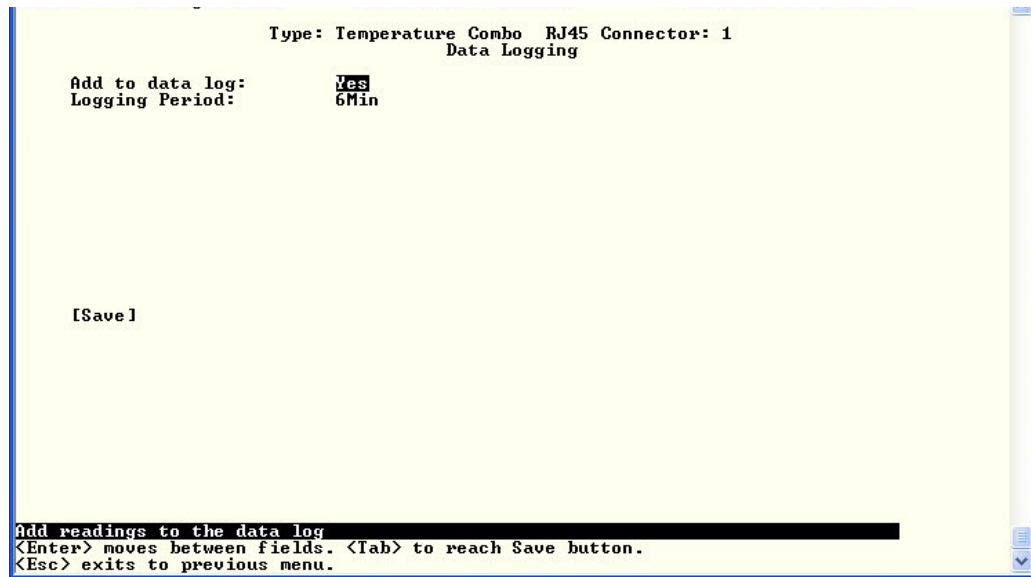 Type: Temperature Combo RJ45 Connector: 1
Data Logging
Add to data log: Yes
Logging Period: 6Min
[Save]
Add readings to the data log
<Enter> moves between fields. <Tab> to reach Save button.
<Esc> exits to previous menu.